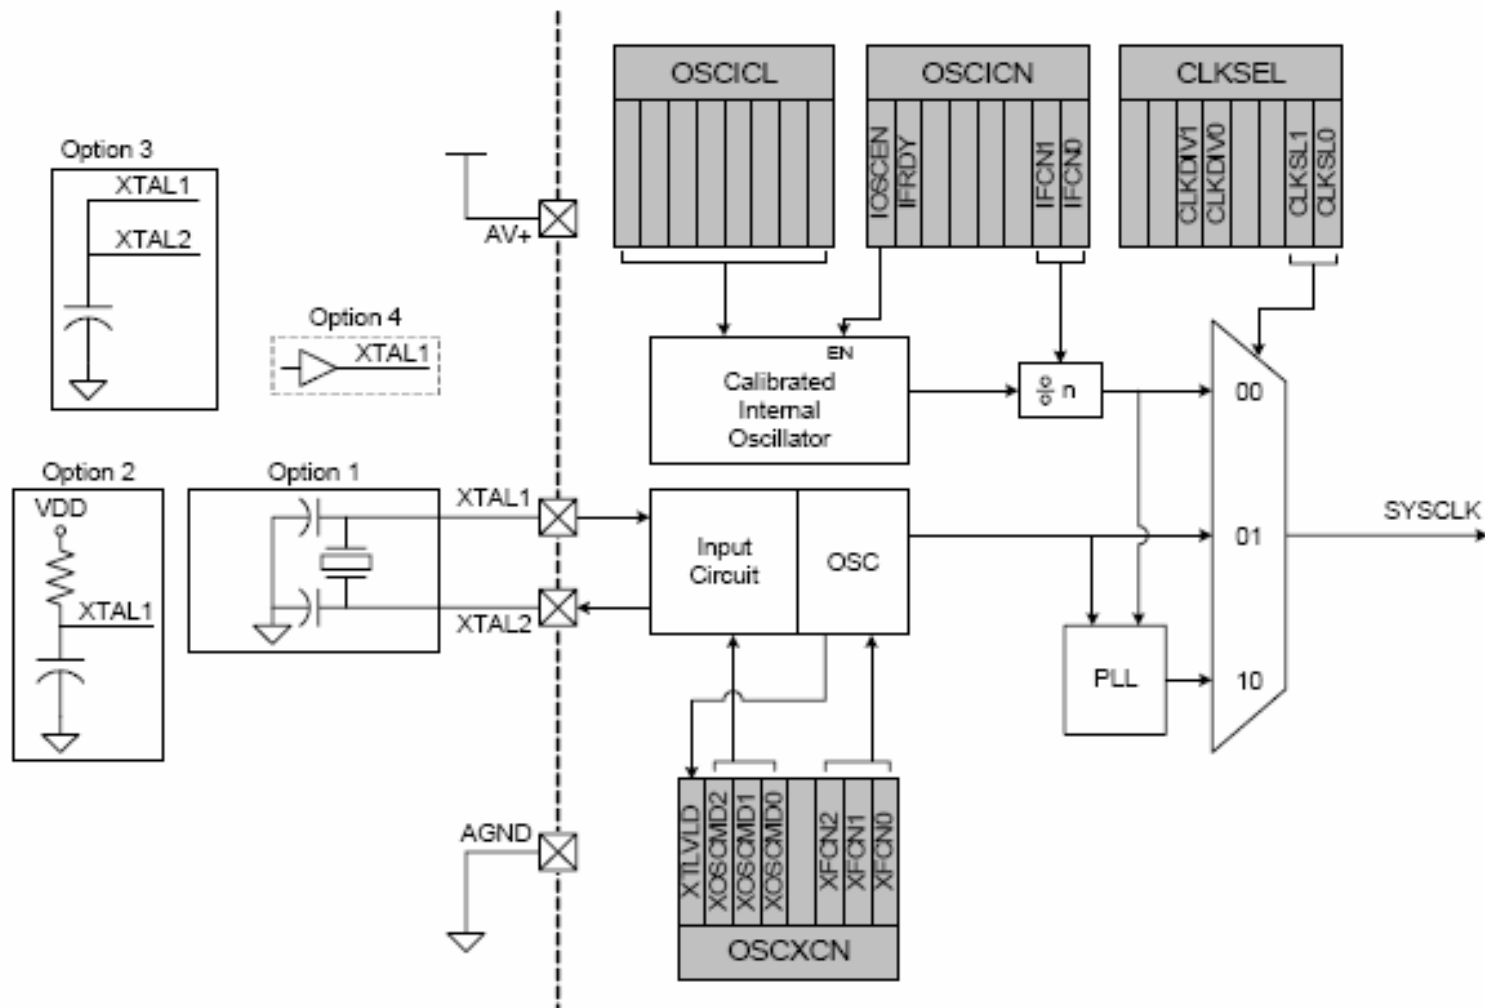 OSCICL
OSCICN
CLKSEL
IOSCEN
IFRDY
IFCN1
IFCN0
CLKDIV1
CLKDIV0
CLKSL1
CLKSL0
Option 3
XTAL1
XTAL2
AV+
Option 4
XTAL1
EN
Calibrated
Internal
Oscillator
÷ n
00
Option 2
VDD
XTAL1
Option 1
XTAL1
XTAL2
Input
Circuit
OSC
01
SYSCLK
PLL
10
AGND
XTLVLD
XOSCMD2
XOSCMD1
XOSCMD0
XFCN2
XFCN1
XFCN0
OSCXCN